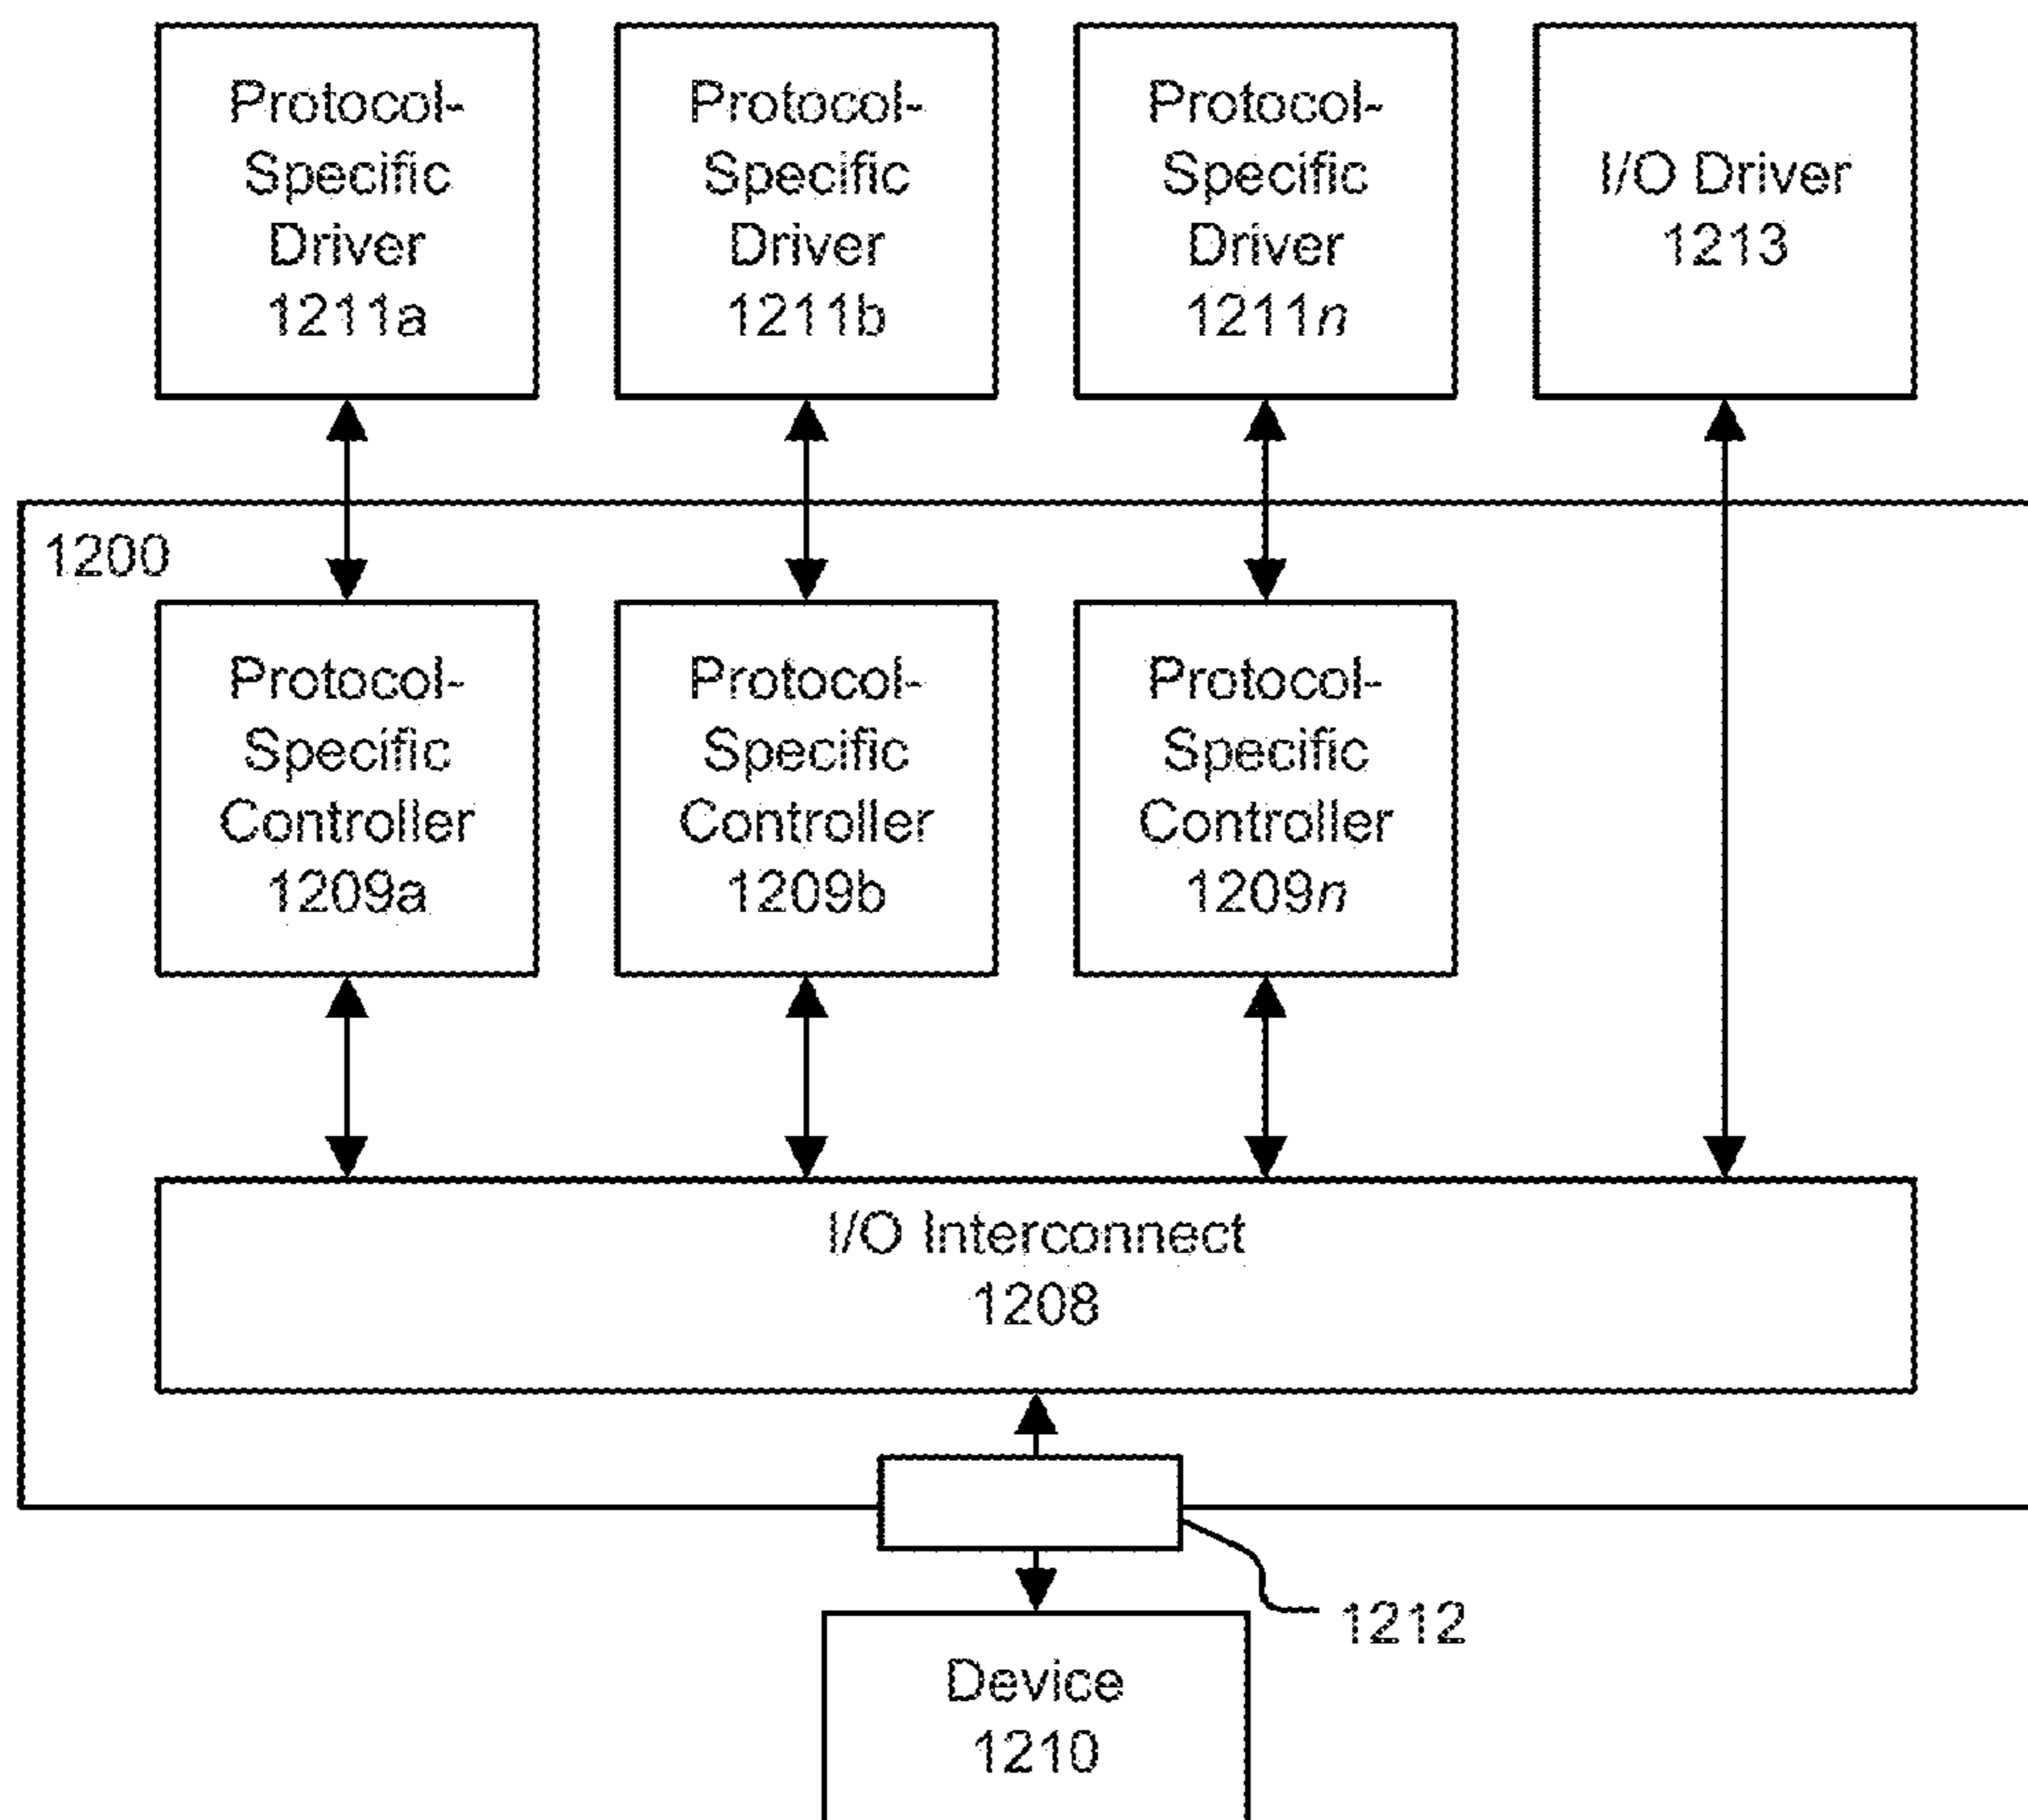 Protocol-
Specific
Driver
1211a
Protocol-
Specific
Driver
1211b
Protocol-
Specific
Driver
1211n
I/O Driver
1213
1200
Protocol-
Specific
Controller
1209a
Protocol-
Specific
Controller
1209b
Protocol-
Specific
Controller
1209n
I/O Interconnect
1208
1212
Device
1210